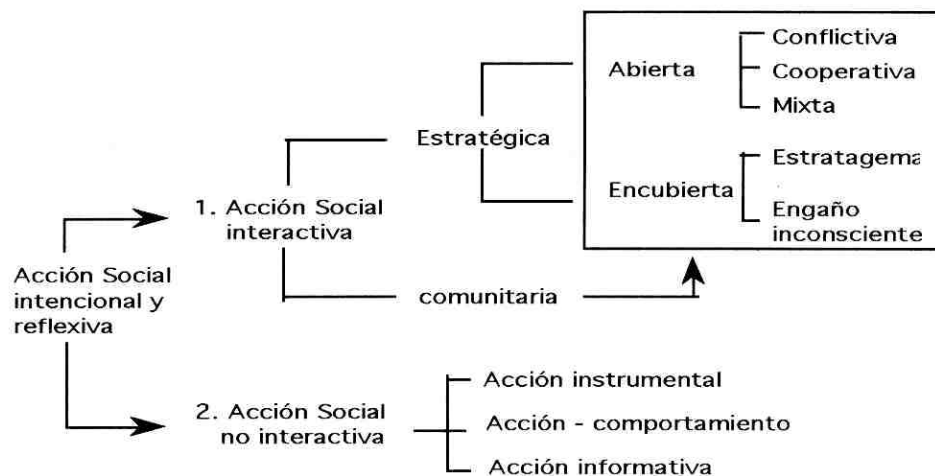 Conflictiva
Abierta
Cooperativa
Mixta
Estratégica
Estratagema
Encubierta
Engaño
inconsciente
1. Acción Social
interactiva
Acción Social
intencional y
reflexiva
comunitaria
Acción instrumental
2. Acción Social
no interactiva
Acción - comportamiento
Acción informativa